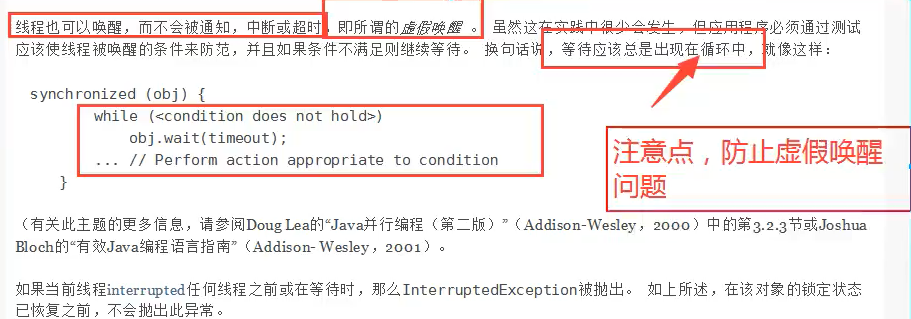 线程也可以唤醒，而不会被通知，中断或超时，即所谓的虚假唤醒 。 虽然这在实践中很少会发生，但应用程序必须通过测试
应该使线程被唤醒的条件来防范，并且如果条件不满足则继续等待。 换句话说，等待应该总是出现在循环中，就像这样：
synchronized (obj) {
while (<condition does not hold>)
obj.wait(timeout);
... // Perform action appropriate to condition
}
注意点，防止虚假唤醒
问题
（有关此主题的更多信息，请参阅Doug Lea的“Java并行编程（第二版）”（Addison-Wesley，2000）中的第3.2.3节或Joshua
Bloch的“有效Java编程语言指南”（Addison- Wesley，2001）。
如果当前线程interrupted任何线程之前或在等待时，那么InterruptedException被抛出。 如上所述，在该对象的锁定状态
已恢复之前，不会抛出此异常。